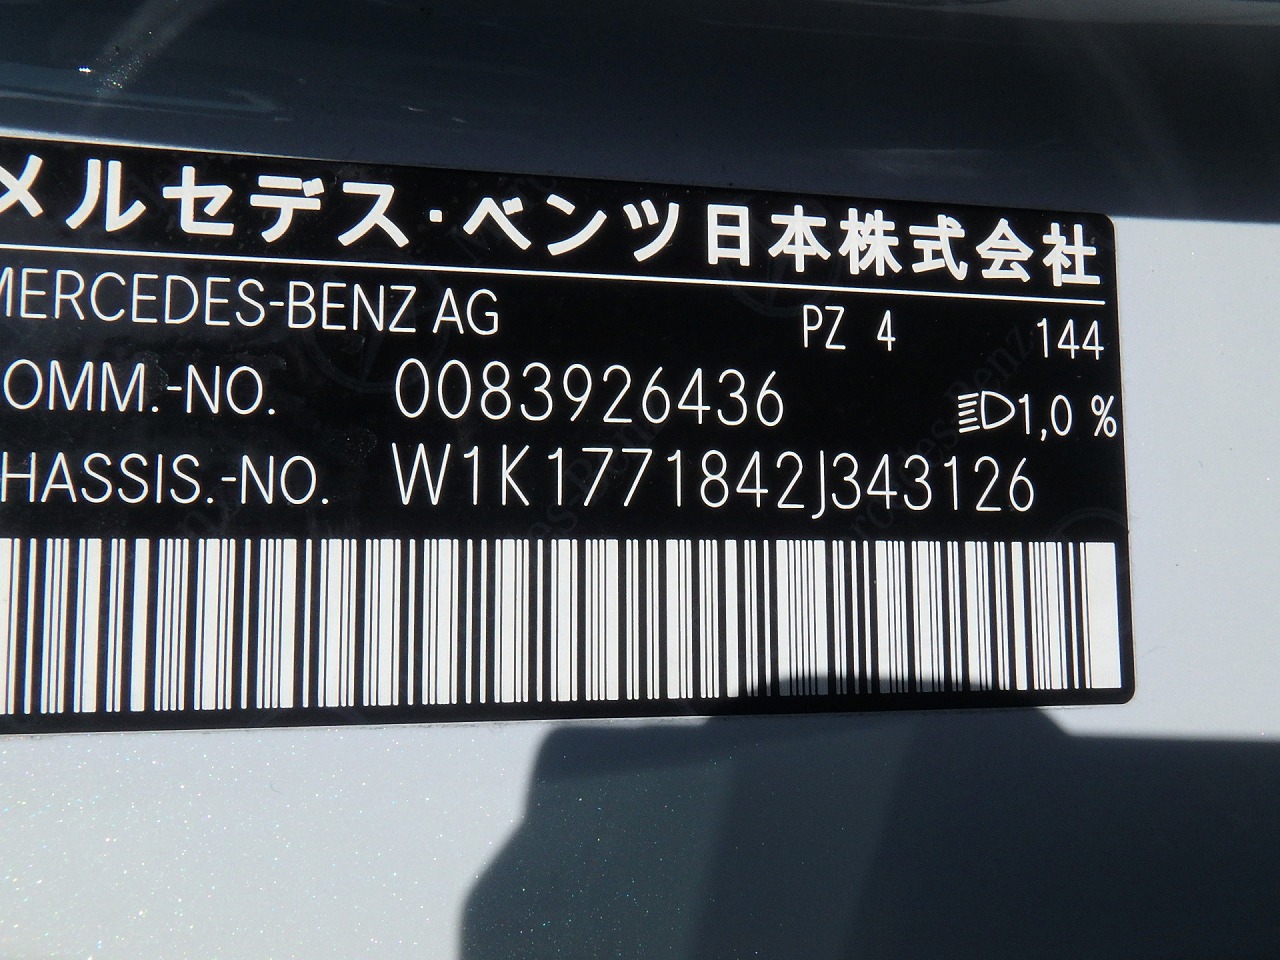 メルセデス・ベンツ日本株式会社
MERCEDES-BENZ AG PZ 4 144
OMM.-NO. 0083926436 1,0 %
HASSIS.-NO. W1K1771842J343126